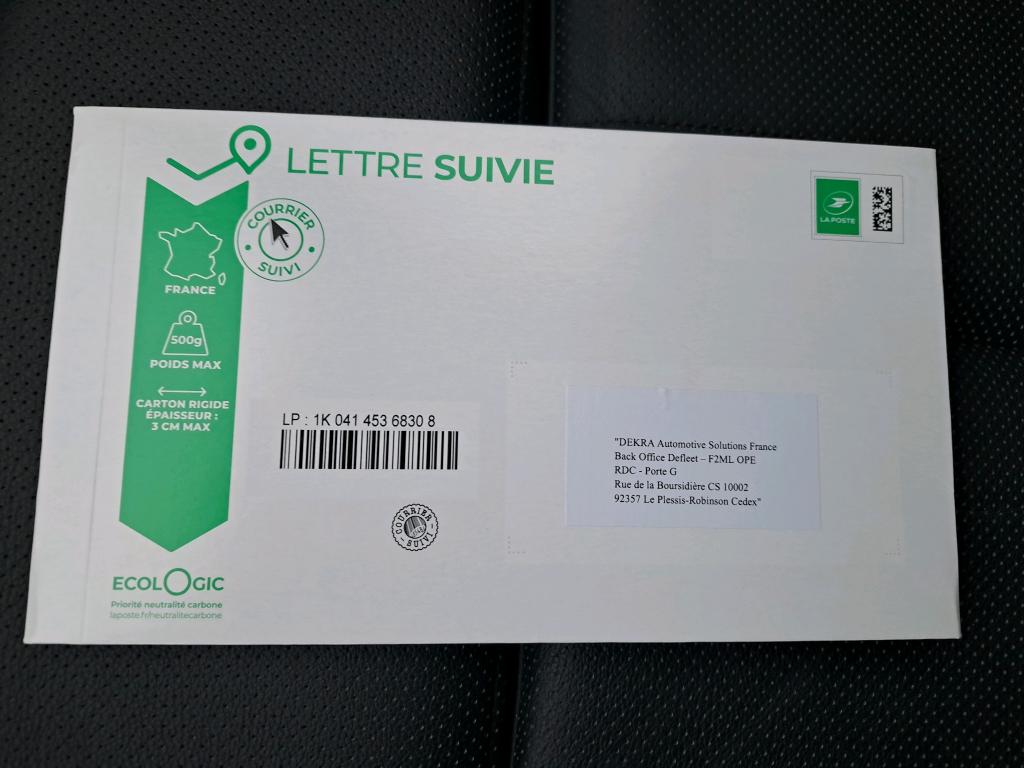 LETTRE SUIVIE
COURRIER
SUIVI
LA POSTE
FRANCE
500g
POIDS MAX
CARTON RIGIDE
ÉPAISSEUR :
3 CM MAX
LP : 1K 041 453 6830 8
"DEKRA Automotive Solutions France
Back Office Defleet – F2ML OPE
RDC - Porte G
Rue de la Boursidière CS 10002
92357 Le Plessis-Robinson Cedex"
COURRIER
SUIVI
ECOLOGIC
Priorité neutralité carbone
laposte.fr/neutralitecarbone